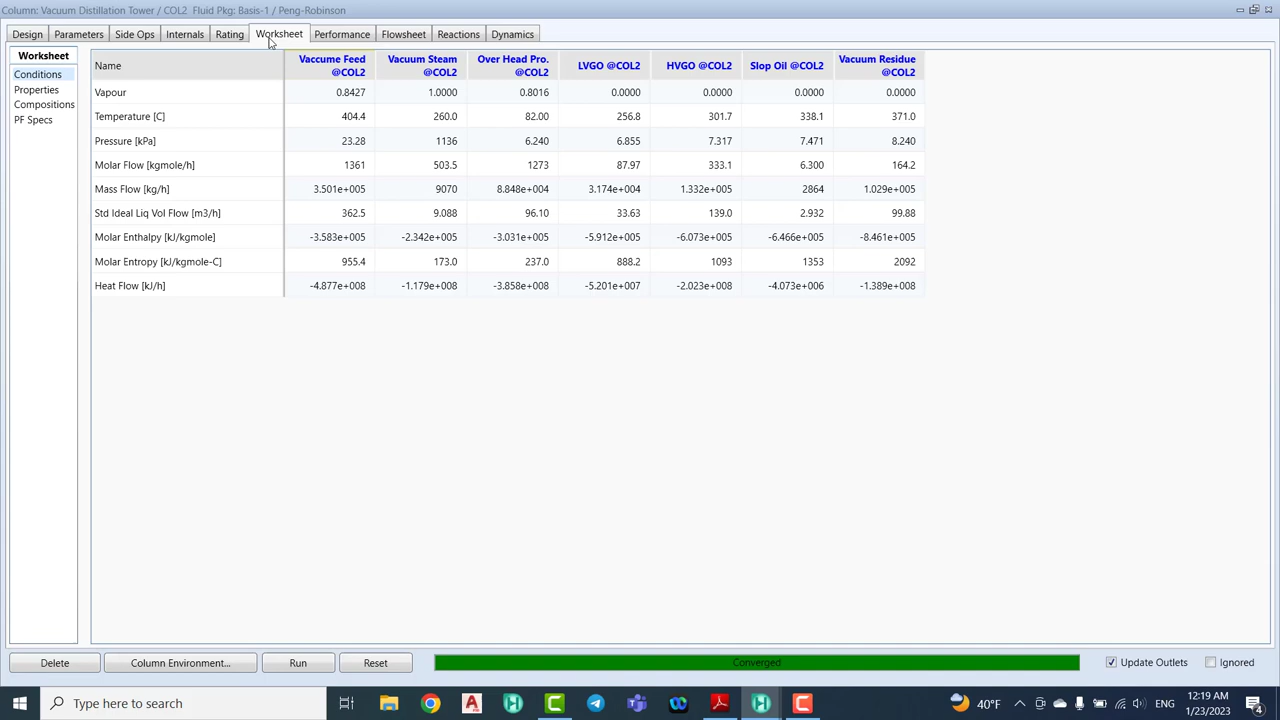 Column: Vacuum Distillation Tower / COL2 Fluid Pkg: Basis-1 / Peng-Robinson
Design Parameters Side Ops Internals Rating Worksheet Performance Flowsheet Reactions Dynamics
Worksheet
Conditions
Properties
Compositions
PF Specs
Name Vaccume Feed @COL2 Vacuum Steam @COL2 Over Head Pro. @COL2 LVGO @COL2 HVGO @COL2 Slop Oil @COL2 Vacuum Residue @COL2
Vapour 0.8427 1.0000 0.8016 0.0000 0.0000 0.0000 0.0000
Temperature [C] 404.4 260.0 82.00 256.8 301.7 338.1 371.0
Pressure [kPa] 23.28 1136 6.240 6.855 7.317 7.471 8.240
Molar Flow [kgmole/h] 1361 503.5 1273 87.97 333.1 6.300 164.2
Mass Flow [kg/h] 3.501e+005 9070 8.848e+004 3.174e+004 1.332e+005 2864 1.029e+005
Std Ideal Liq Vol Flow [m3/h] 362.5 9.088 96.10 33.63 139.0 2.932 99.88
Molar Enthalpy [kJ/kgmole] -3.583e+005 -2.342e+005 -3.031e+005 -5.912e+005 -6.073e+005 -6.466e+005 -8.461e+005
Molar Entropy [kJ/kgmole-C] 955.4 173.0 237.0 888.2 1093 1353 2092
Heat Flow [kJ/h] -4.877e+008 -1.179e+008 -3.858e+008 -5.201e+007 -2.023e+008 -4.073e+006 -1.389e+008
Delete Column Environment... Run Reset Converged Update Outlets Ignored
Type here to search 40°F ENG 12:19 AM 1/23/2023 4